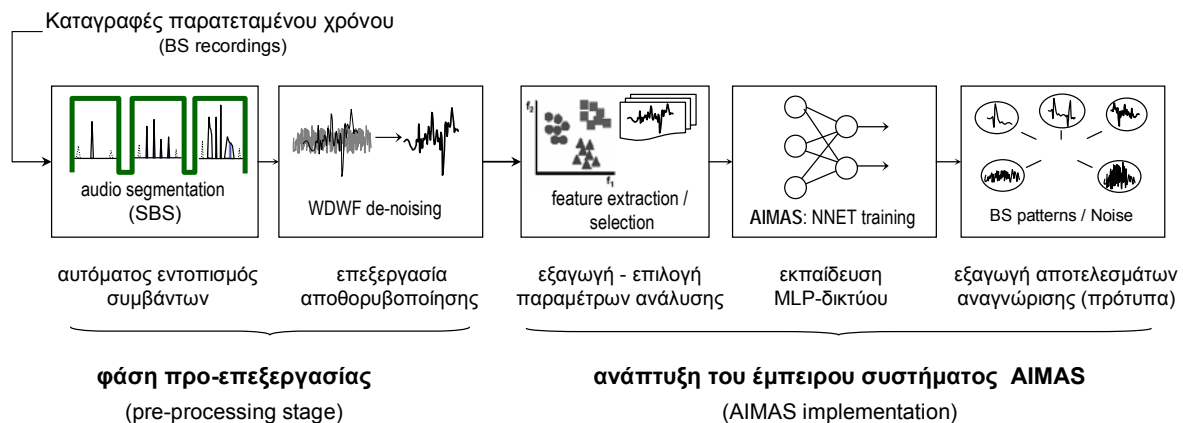 Καταγραφές παρατεταμένου χρόνου
(BS recordings)
audio segmentation
(SBS)
WDWF de-noising
f2
f1
feature extraction /
selection
AIMAS: NNET training
BS patterns / Noise
αυτόματος εντοπισμός
συμβάντων
επεξεργασία
αποθορυβοποίησης
εξαγωγή - επιλογή
παραμέτρων ανάλυσης
εκπαίδευση
MLP-δικτύου
εξαγωγή αποτελεσμάτων
αναγνώρισης (πρότυπα)
φάση προ-επεξεργασίας
(pre-processing stage)
ανάπτυξη του έμπειρου συστήματος AIMAS
(AIMAS implementation)